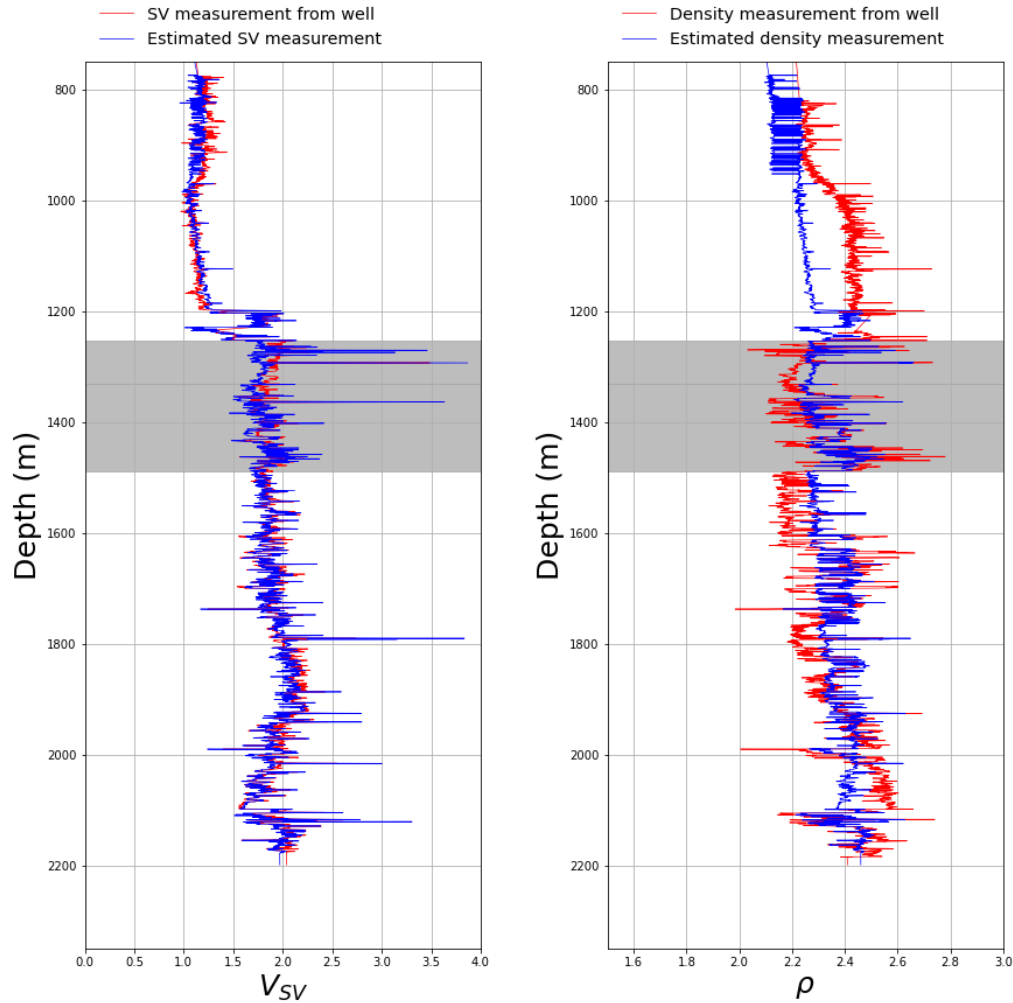 SV measurement from well
Estimated SV measurement
Density measurement from well
Estimated density measurement
800
1000
1200
1400
1600
1800
2000
2200
Depth (m)
0.0 0.5 1.0 1.5 2.0 2.5 3.0 3.5 4.0
V_{SV}
800
1000
1200
1400
1600
1800
2000
2200
Depth (m)
1.6 1.8 2.0 2.2 2.4 2.6 2.8 3.0
ρ